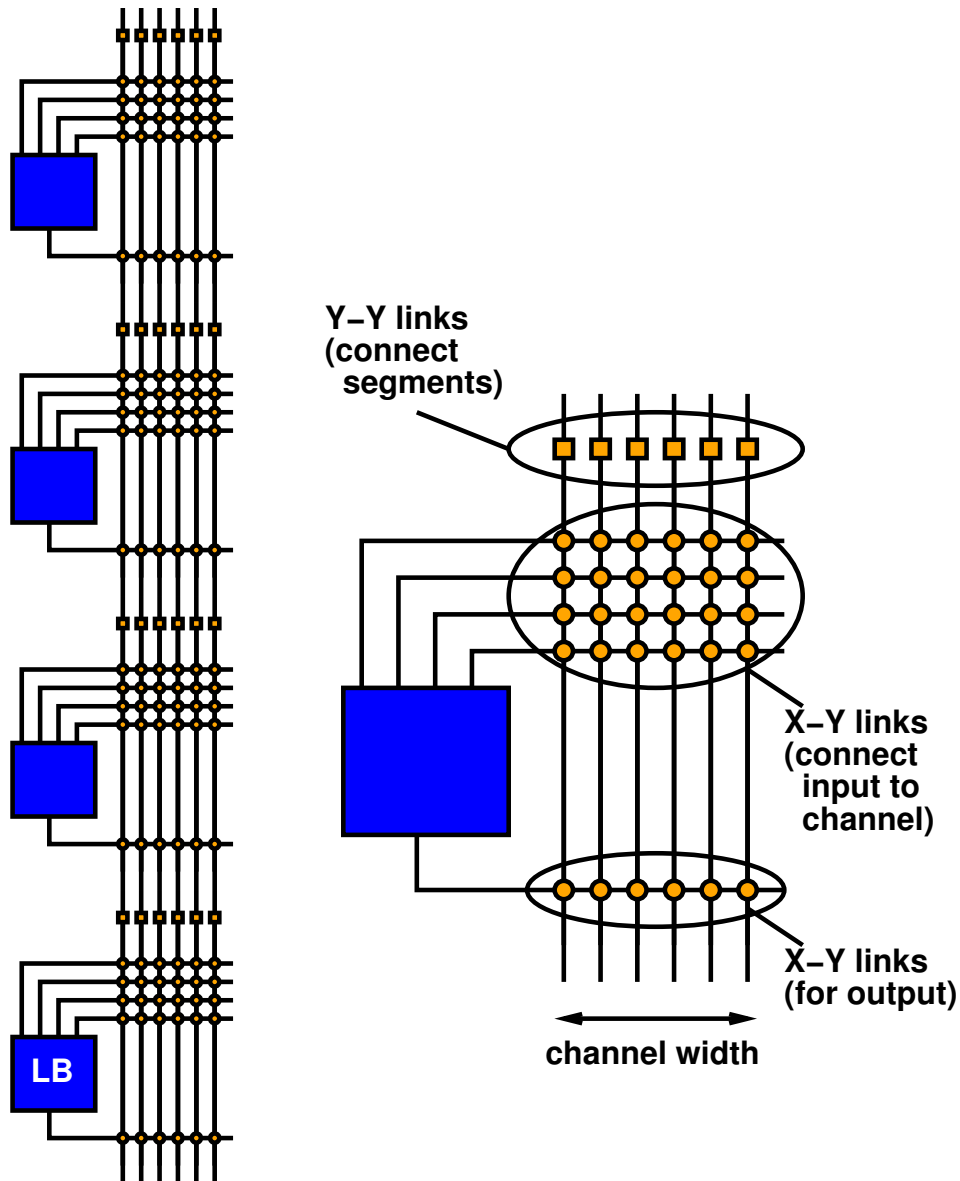 Y–Y links
(connect
segments)
X–Y links
(connect
input to
channel)
X–Y links
(for output)
channel width
LB